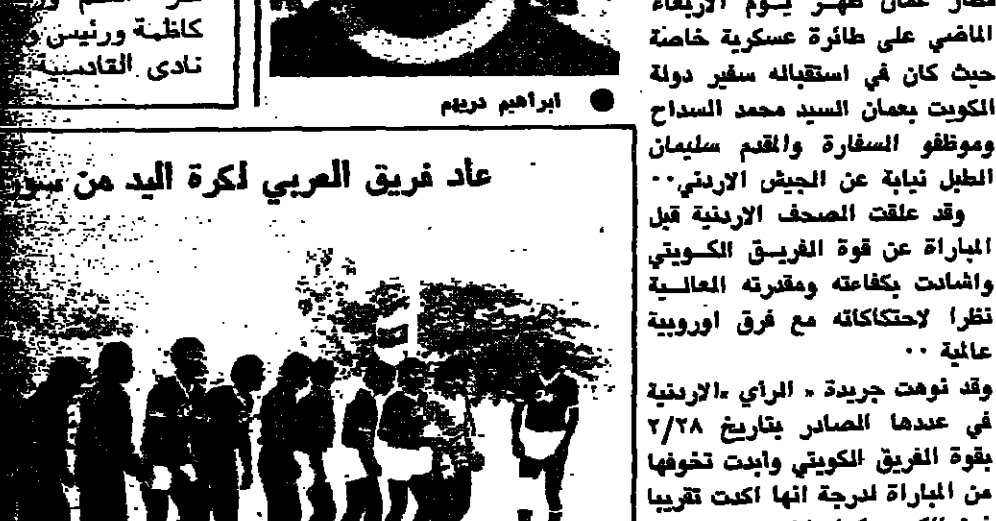 عمان ظهر يوم الاربعاء
الماضي على طائرة عسكرية خاصة
حيث كان في استقباله سفير دولة
الكويت بعمان السيد محمد السداح
وموظفو السفارة والمقدم سليمان
الطبل نيابة عن الجيش الاردني٠٠
وقد علقت الصحف الاردنية قبل
المباراة عن قوة الفريق الكويتي
واشادت بكفاءته ومقدرته العالية
نظرا لاحتكاكاته مع فرق اوروبية
عالمية ٠٠
وقد نوهت جريدة « الرأي »الاردنية
في عددها الصادر بتاريخ ٢/٢٨
بقوة الفريق الكويتي وابدت تخوفها
من المباراة لدرجة انها اكدت تقريبا
كاظمة ورئيس
نادى القادسية
ابراهيم دريهم
عاد فريق العربي لكرة اليد من